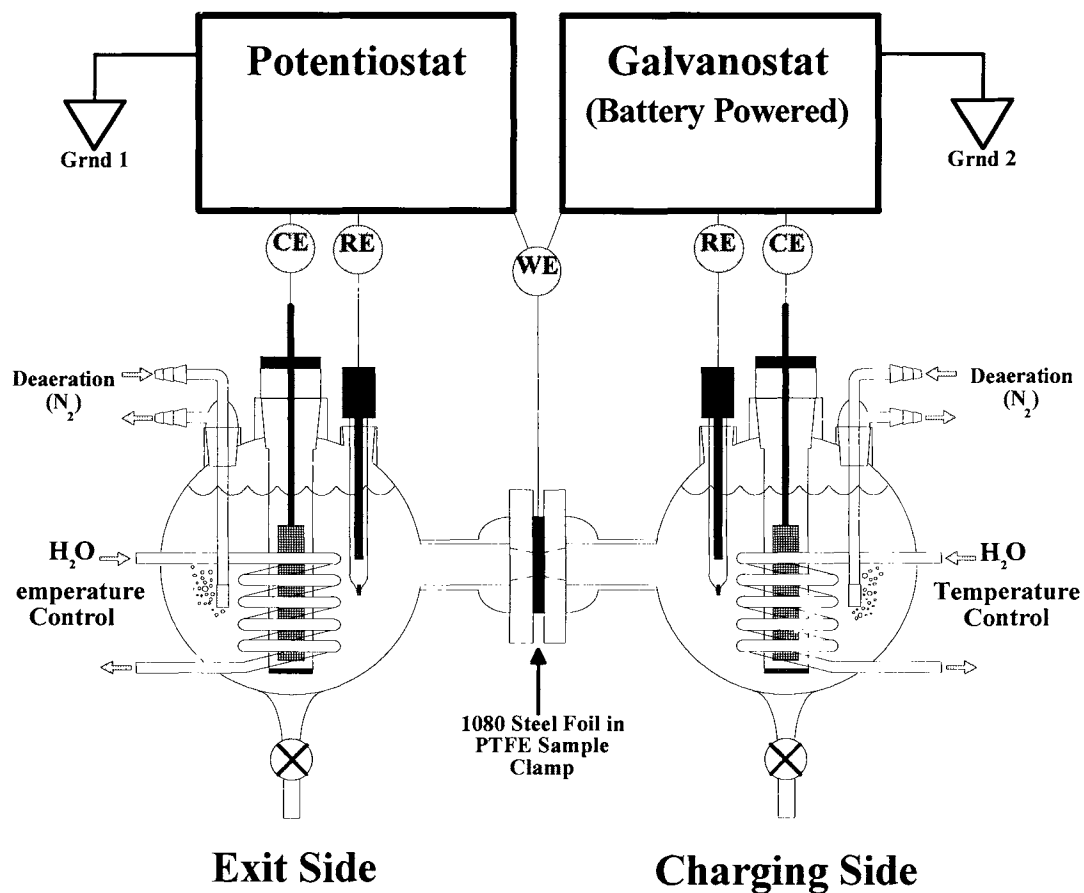 Potentiostat
Galvanostat
(Battery Powered)
Grnd 1
Grnd 2
CE
RE
WE
RE
CE
Deaeration
(N₂)
Deaeration
(N₂)
H₂O
emperature
Control
H₂O
Temperature
Control
1080 Steel Foil in
PTFE Sample
Clamp
Exit Side
Charging Side